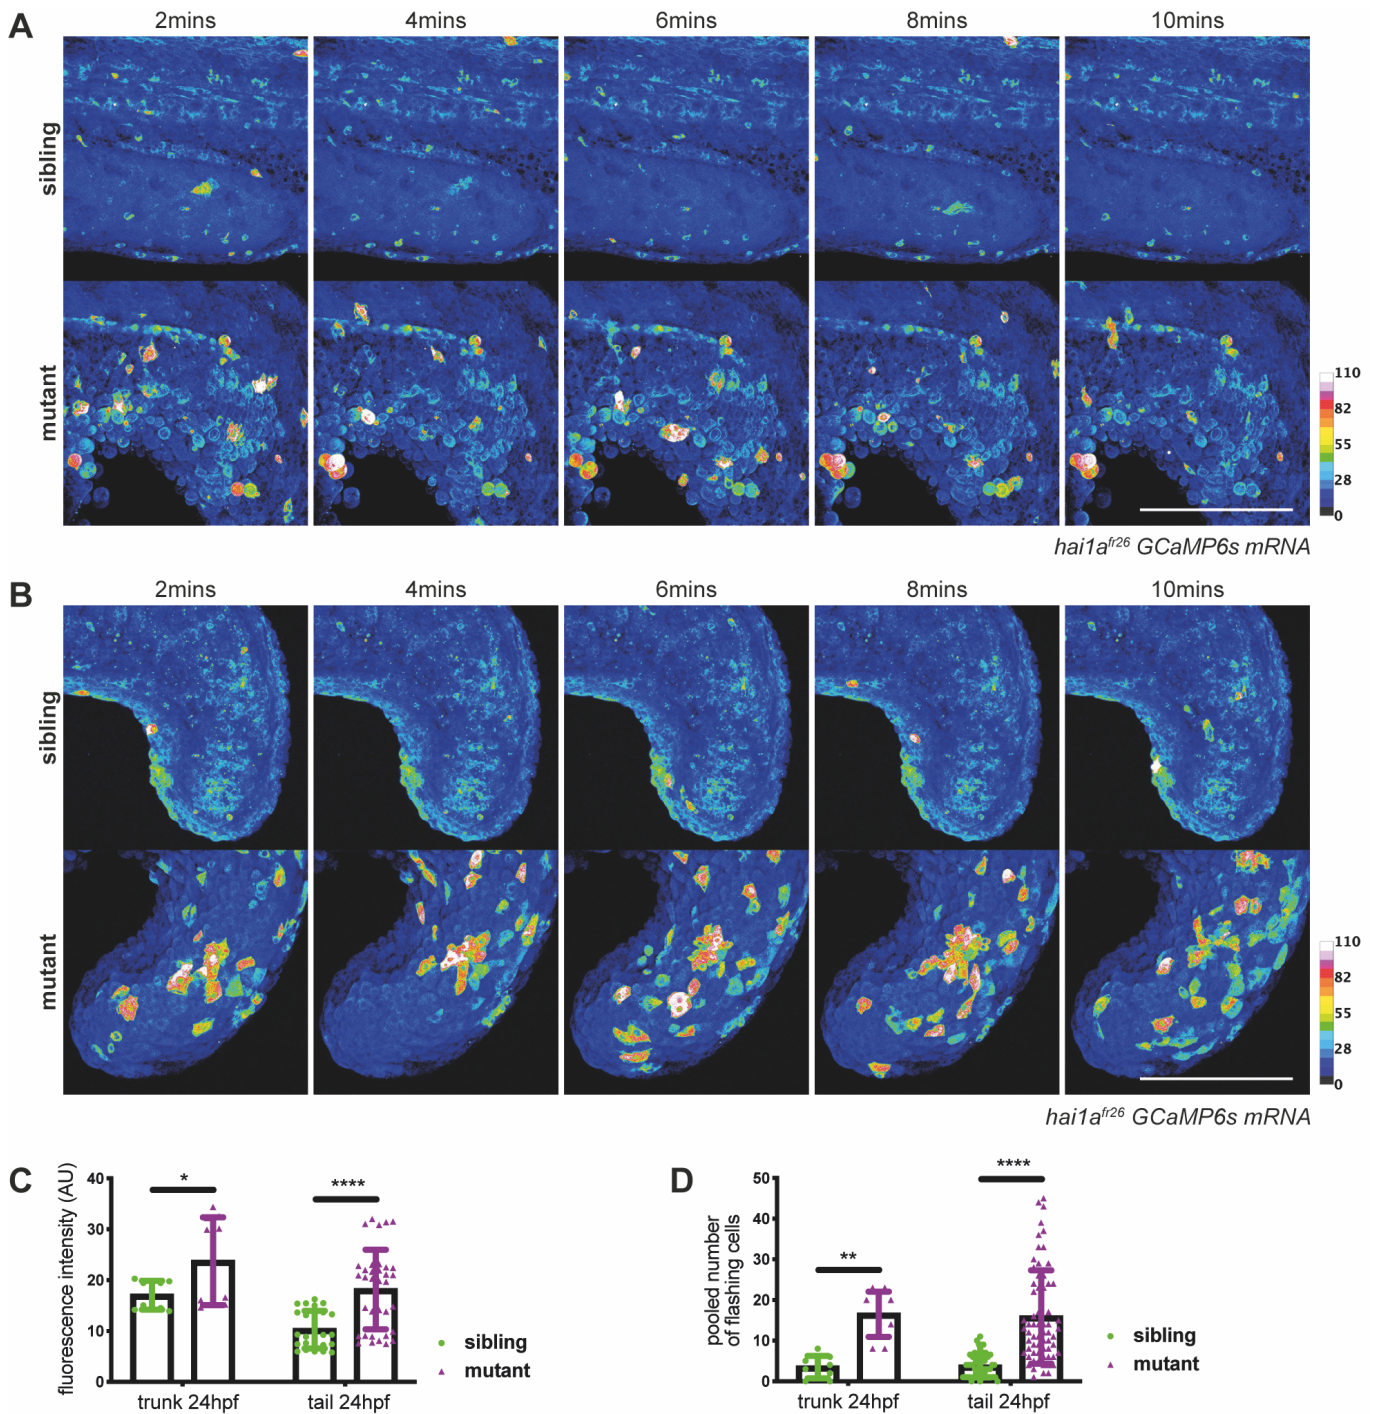 A
2mins 4mins 6mins 8mins 10mins
sibling
mutant
110
82
55
28
0
hai1afr26 GCaMP6s mRNA
B
2mins 4mins 6mins 8mins 10mins
sibling
mutant
110
82
55
28
0
hai1afr26 GCaMP6s mRNA
C
fluorescence intensity (AU)
40
30
20
10
0
*
****
trunk 24hpf tail 24hpf
sibling
mutant
D
pooled number
of flashing cells
50
40
30
20
10
0
**
****
trunk 24hpf tail 24hpf
sibling
mutant